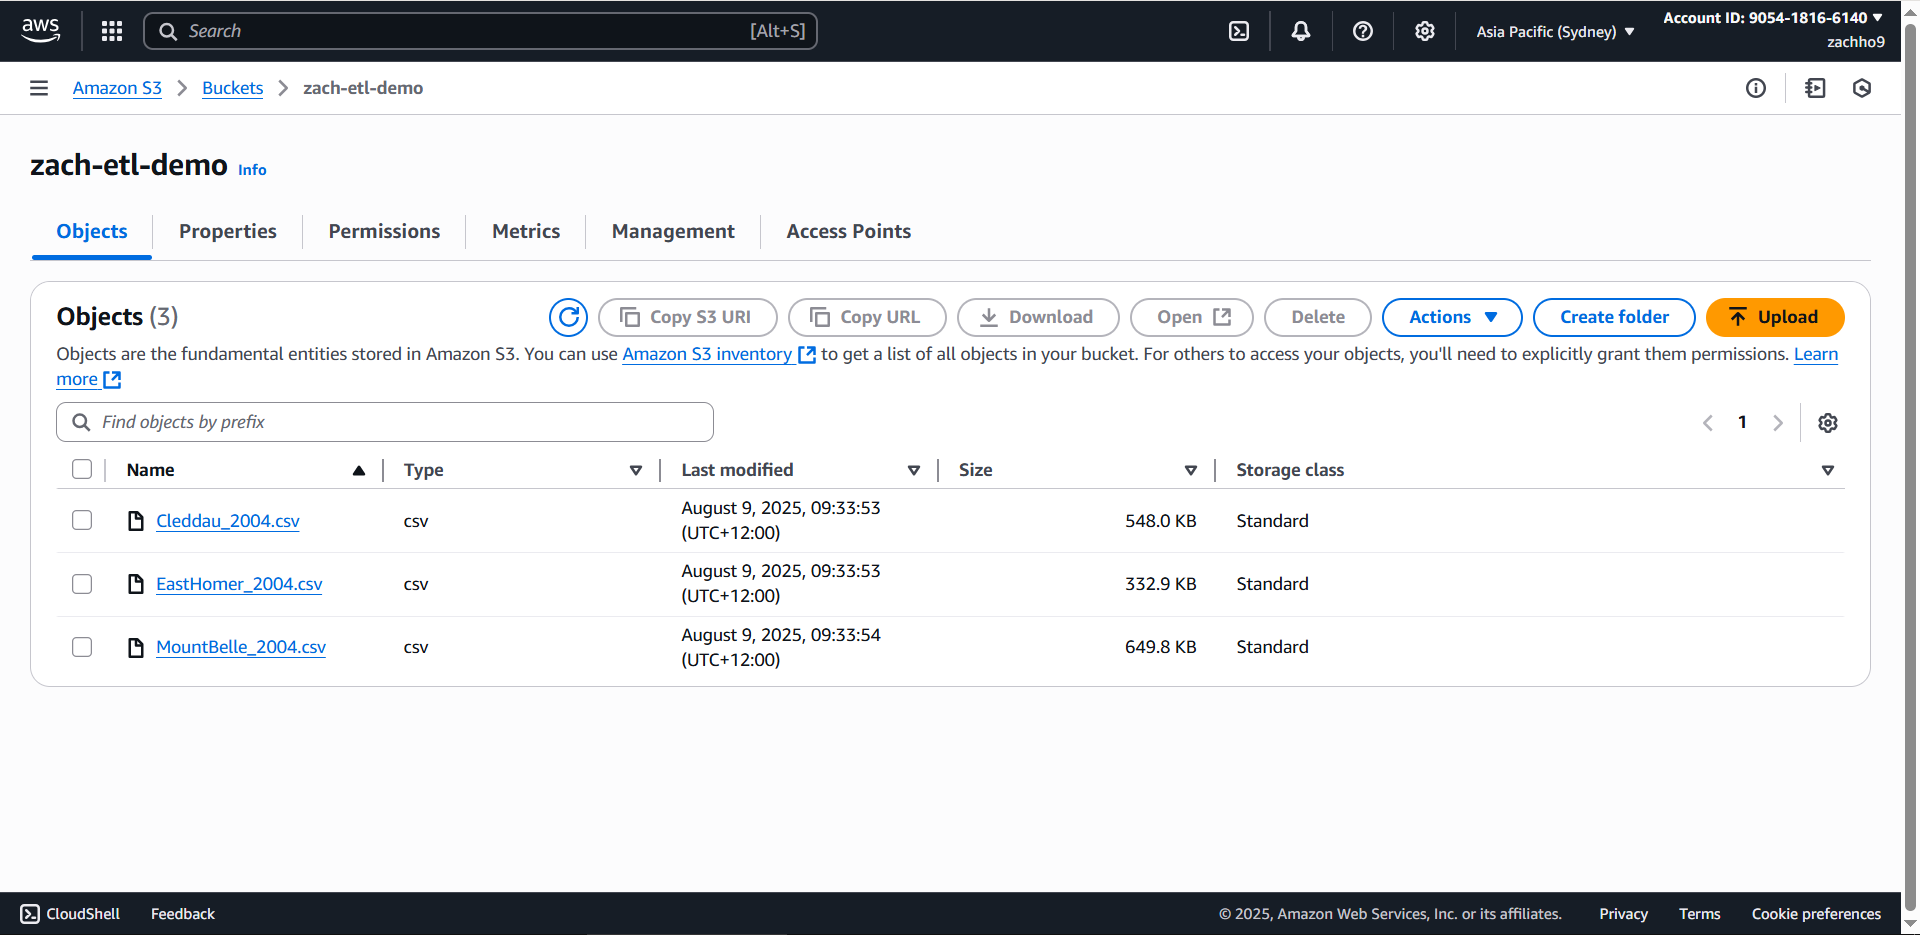 aws
Search [Alt+S]
Asia Pacific (Sydney)
Account ID: 9054-1816-6140
zachho9
Amazon S3 Buckets zach-etl-demo
zach-etl-demo Info
Objects Properties Permissions Metrics Management Access Points
Objects (3)
Copy S3 URI Copy URL Download Open Delete Actions Create folder Upload
Objects are the fundamental entities stored in Amazon S3. You can use Amazon S3 inventory to get a list of all objects in your bucket. For others to access your objects, you'll need to explicitly grant them permissions. Learn
more
Find objects by prefix
1
Name Type Last modified Size Storage class
Cleddau_2004.csv csv August 9, 2025, 09:33:53 548.0 KB Standard
(UTC+12:00)
EastHomer_2004.csv csv August 9, 2025, 09:33:53 332.9 KB Standard
(UTC+12:00)
MountBelle_2004.csv csv August 9, 2025, 09:33:54 649.8 KB Standard
(UTC+12:00)
CloudShell Feedback © 2025, Amazon Web Services, Inc. or its affiliates. Privacy Terms Cookie preferences